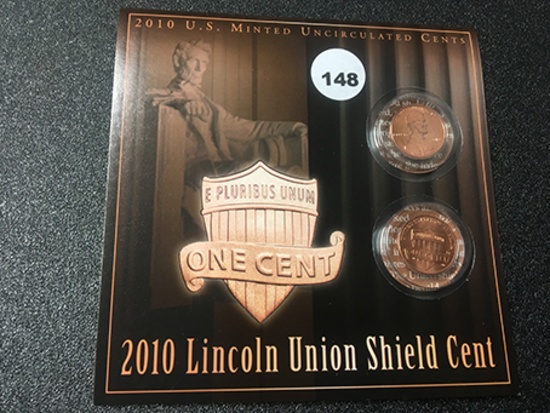 2010 U.S. Minted Uncirculated Cents
148
E PLURIBUS UNUM
ONE CENT
2010 Lincoln Union Shield Cent